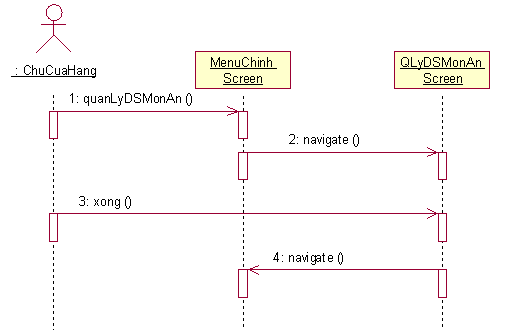 : ChuCuaHang
MenuChinh
Screen
QLyDSMonAn
Screen
1: quanLyDSMonAn ()
2: navigate ()
3: xong ()
4: navigate ()